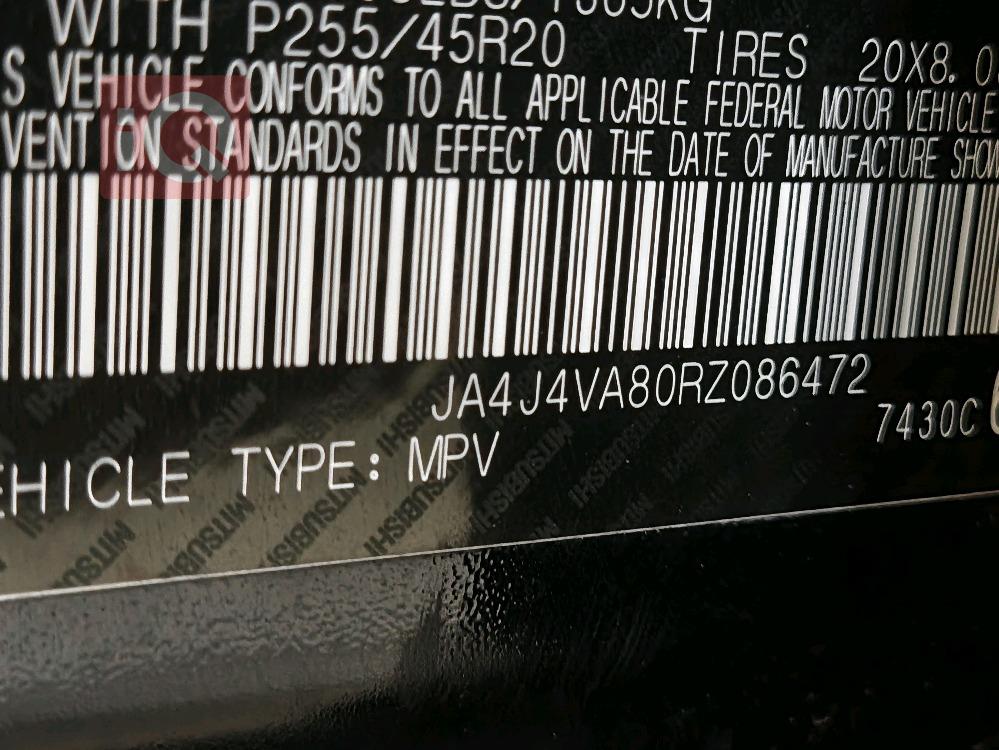 WITH P255/45R20 TIRES 20X8.0
S VEHICLE CONFORMS TO ALL APPLICABLE FEDERAL MOTOR VEHICLE
VENTION STANDARDS IN EFFECT ON THE DATE OF MANUFACTURE SHOW
JA4J4VA80RZ086472
7430C
EHICLE TYPE: MPV
MITSUBISHI